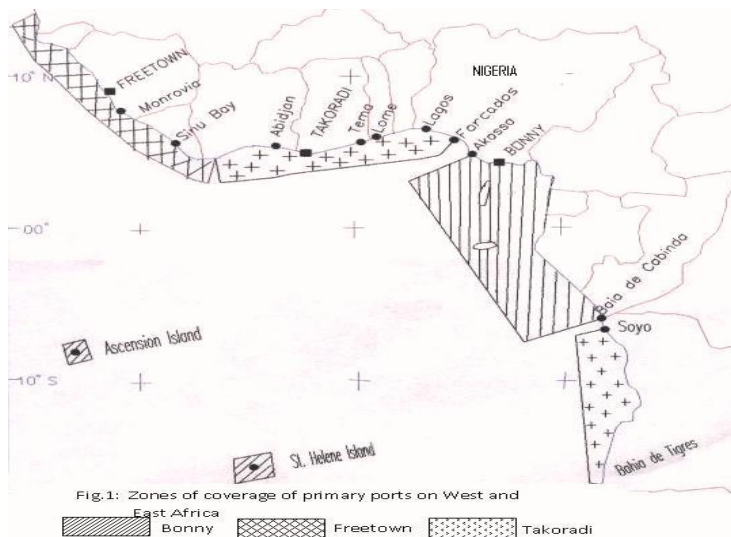 10° N
FREETOWN
Monrovia
Sinu Bay
Abidjan
TAKORADI
Tema
Lome
NIGERIA
Lagos
Forcados
Akassa
BONNY
00°
Baia de Cabinda
Soyo
Ascension Island
10° S
St. Helene Island
Bahia de Tigres
Fig.1: Zones of coverage of primary ports on West and
East Africa
Bonny
Freetown
Takoradi